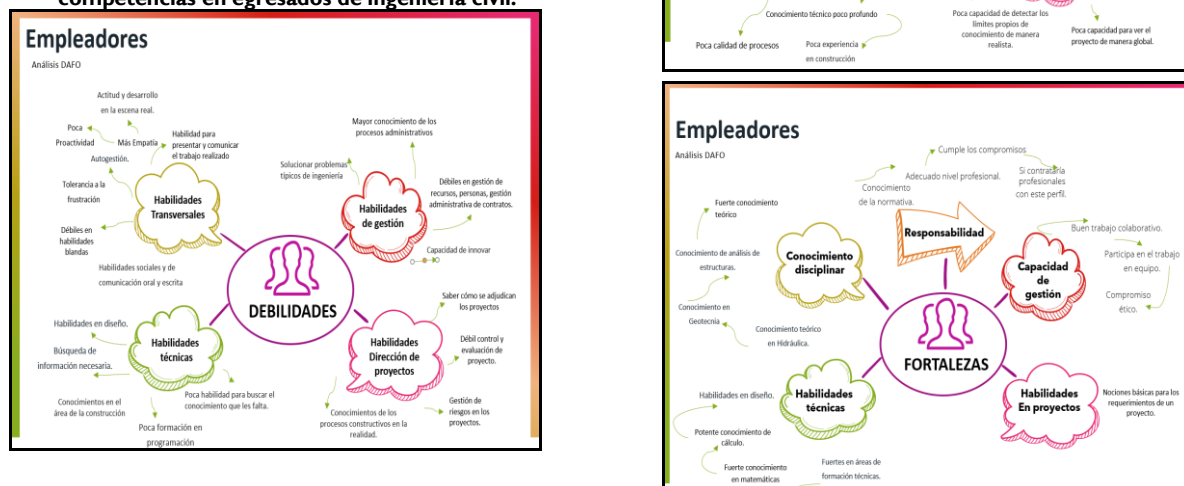 competencias en egresados de ingeniería civil.
Empleadores
Análisis DAFO
Actitud y desarrollo
en la escena real.
Poca
Proactividad
Más Empatía
Habilidad para
presentar y comunicar
el trabajo realizado
Autogestión.
Tolerancia a la
frustración
Habilidades
Transversales
Débiles en
habilidades
blandas
Habilidades sociales y de
comunicación oral y escrita
Mayor conocimiento de los
procesos administrativos
Solucionar problemas
típicos de ingeniería
Habilidades
de gestión
Débiles en gestión de
recursos, personas, gestión
administrativa de contratos.
Capacidad de innovar
DEBILIDADES
Habilidades en diseño.
Búsqueda de
información necesaria.
Habilidades
técnicas
Conocimientos en el
área de la construcción
Poca habilidad para buscar el
conocimiento que les falta.
Poca formación en
programación
Saber cómo se adjudican
los proyectos
Habilidades
Dirección de
proyectos
Débil control y
evaluación de
proyecto.
Gestión de
riesgos en los
proyectos.
Conocimientos de los
procesos constructivos en la
realidad.
Conocimiento técnico poco profundo
Poca calidad de procesos
Poca experiencia
en construcción
Poca capacidad de detectar los
límites propios de
conocimiento de manera
realista.
Poca capacidad para ver el
proyecto de manera global.
Empleadores
Análisis DAFO
Cumple los compromisos
Adecuado nivel profesional.
Si contrataría
profesionales
con este perfil.
Conocimiento
de la normativa.
Responsabilidad
Fuerte conocimiento
teórico
Conocimiento de análisis de
estructuras.
Conocimiento
disciplinar
Conocimiento en
Geotecnia
Conocimiento teórico
en Hidráulica.
Buen trabajo colaborativo.
Participa en el trabajo
en equipo.
Capacidad
de
gestión
Compromiso
ético.
FORTALEZAS
Habilidades en diseño.
Habilidades
técnicas
Potente conocimiento de
cálculo.
Fuerte conocimiento
en matemáticas
Fuertes en áreas de
formación técnicas.
Habilidades
En proyectos
Nociones básicas para los
requerimientos de un
proyecto.